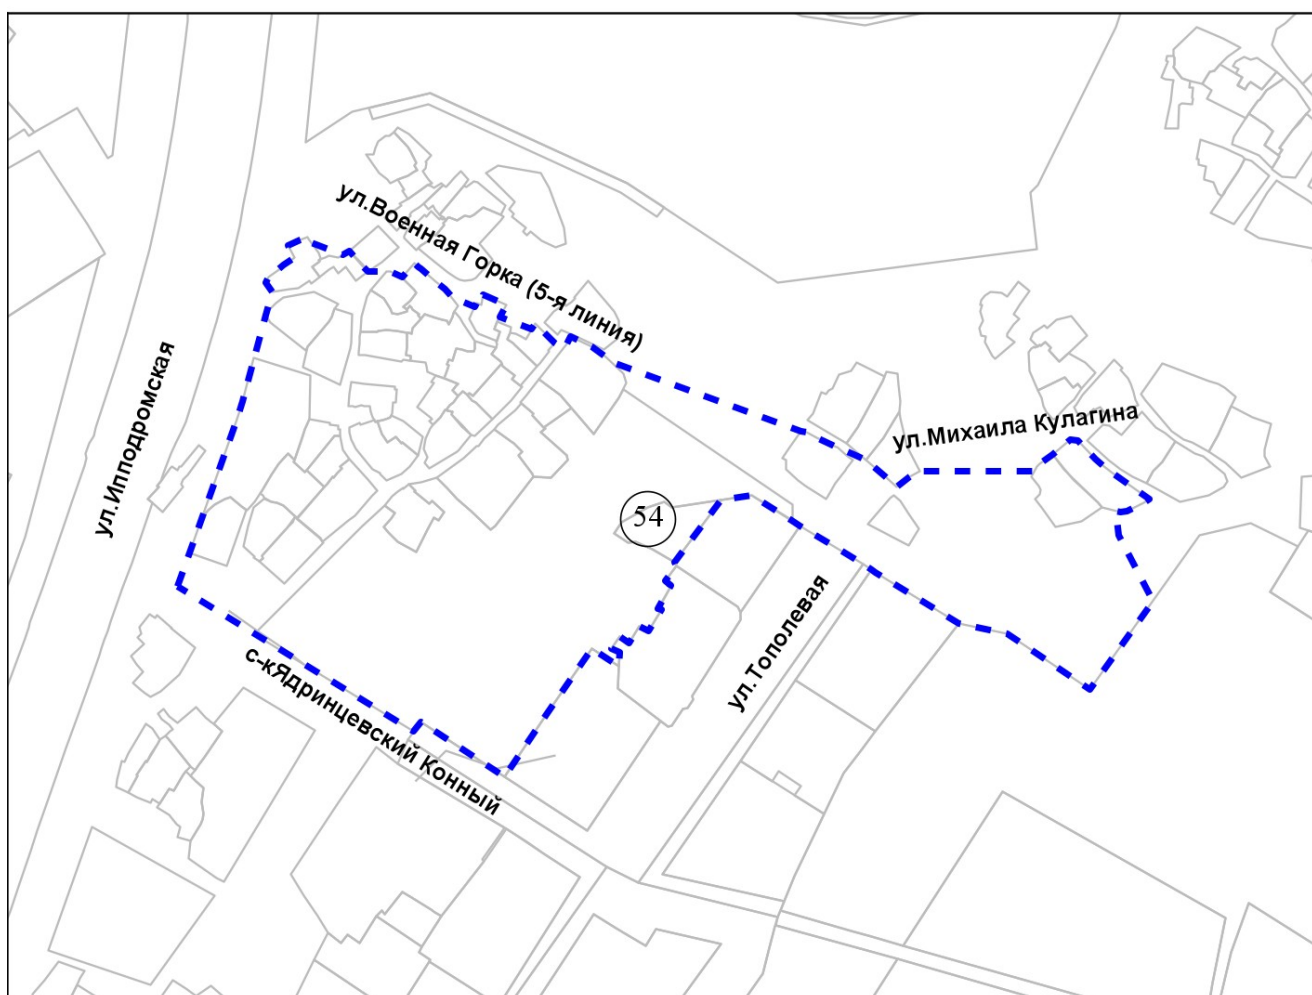 ул.Военная Горка (5-я линия)
ул.Ипподромская
ул.Михаила Кулагина
54
ул.Тополевая
с-кЯдринцевский Конный